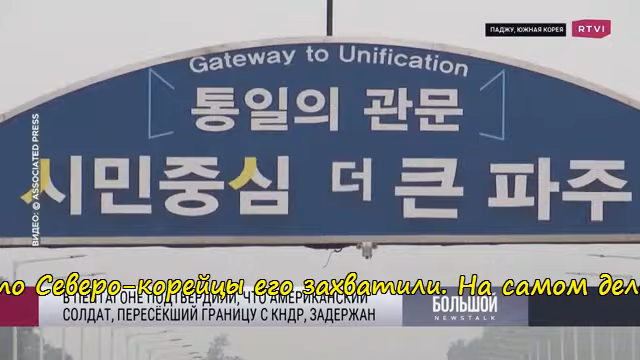 ПАДЖУ, ЮЖНАЯ КОРЕЯ
RTVI
Gateway to Unification
통일의 관문
시민중심 더 큰 파주
ВИДЕО: © ASSOCIATED PRESS
ло Северо-корейцы его захватили. На самом дел
В ПЕНТАГОНЕ ПОДТВЕРДИЛИ, ЧТО АМЕРИКАНСКИЙ
СОЛДАТ, ПЕРЕСЁКШИЙ ГРАНИЦУ С КНДР, ЗАДЕРЖАН
БОЛЬШОЙ
NEWSTALK